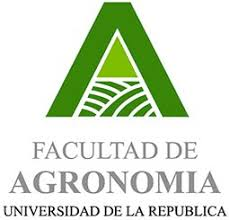 FACULTAD DE
AGRONOMIA
UNIVERSIDAD DE LA REPUBLICA